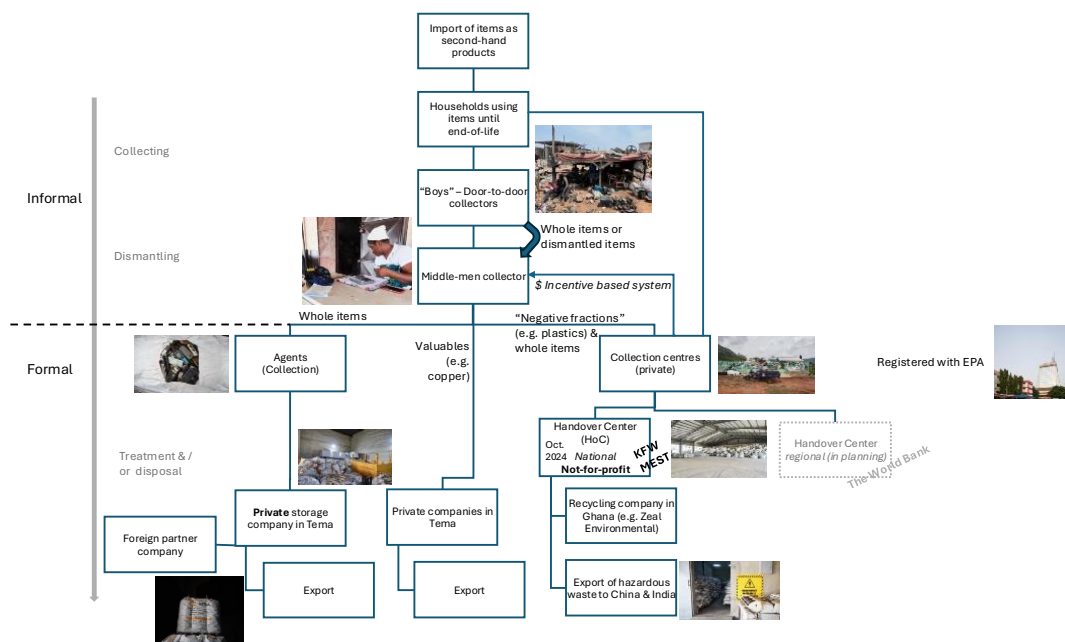 Import of items as
second-hand
products
Households using
items until
end-of-life
Collecting
Informal
“Boys” – Door-to-door
collectors
Whole items or
dismantled items
Dismantling
Middle-men collector
$ Incentive based system
Whole items
“Negative fractions”
(e.g. plastics) &
whole items
Valuables
(e.g.
copper)
Formal
Agents
(Collection)
Collection centres
(private)
Registered with EPA
Treatment & /
or disposal
Handover Center
(HoC)
Oct.
2024
National
Not-for-profit
KFW
MEST
Handover Center
regional (in planning)
The World Bank
Private storage
company in Tema
Private companies in
Tema
Recycling company in
Ghana (e.g. Zeal
Environmental)
Foreign partner
company
Export
Export
Export of hazardous
waste to China & India